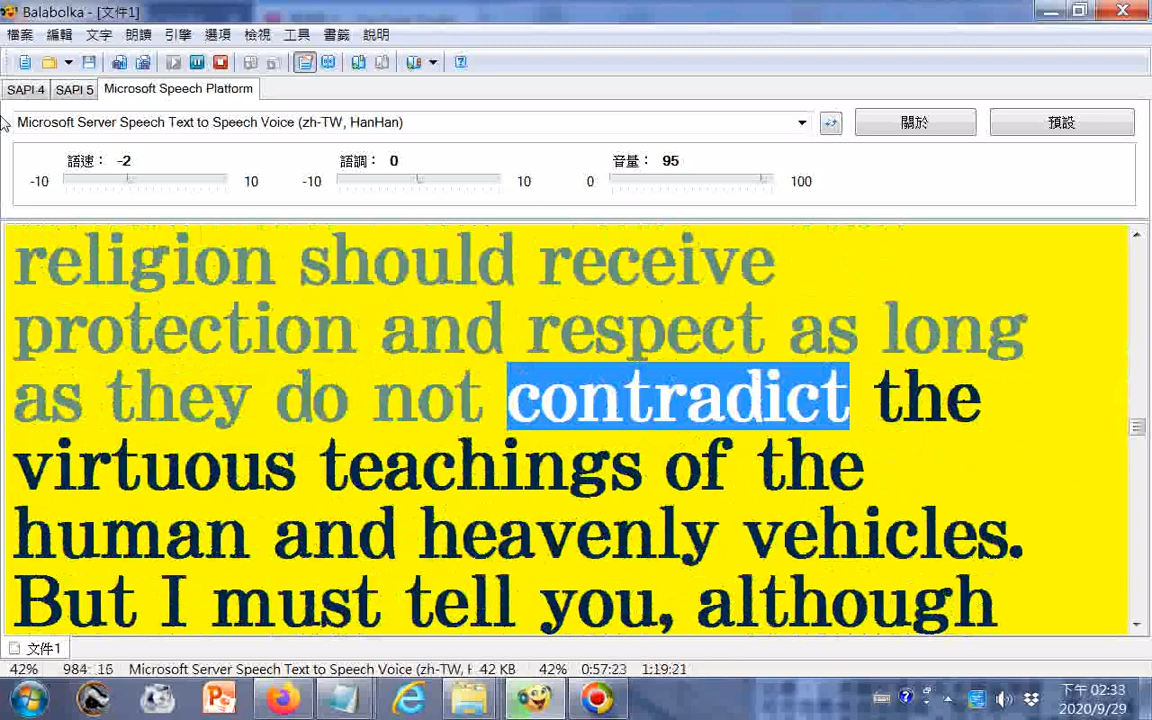 Balabolka - [文件1]
檔案 編輯 文字 朗讀 引擎 選項 檢視 工具 書籤 說明
SAPI 4 SAPI 5 Microsoft Speech Platform
Microsoft Server Speech Text to Speech Voice (zh-TW, HanHan) 關於 預設
語速： -2 語調： 0 音量： 95
-10 10 -10 10 0 100
religion should receive
protection and respect as long
as they do not contradict the
virtuous teachings of the
human and heavenly vehicles.
But I must tell you, although
文件1
42% 984: 16 Microsoft Server Speech Text to Speech Voice (zh-TW, H 42 KB 42% 0:57:23 1:19:21
下午 02:33
2020/9/29